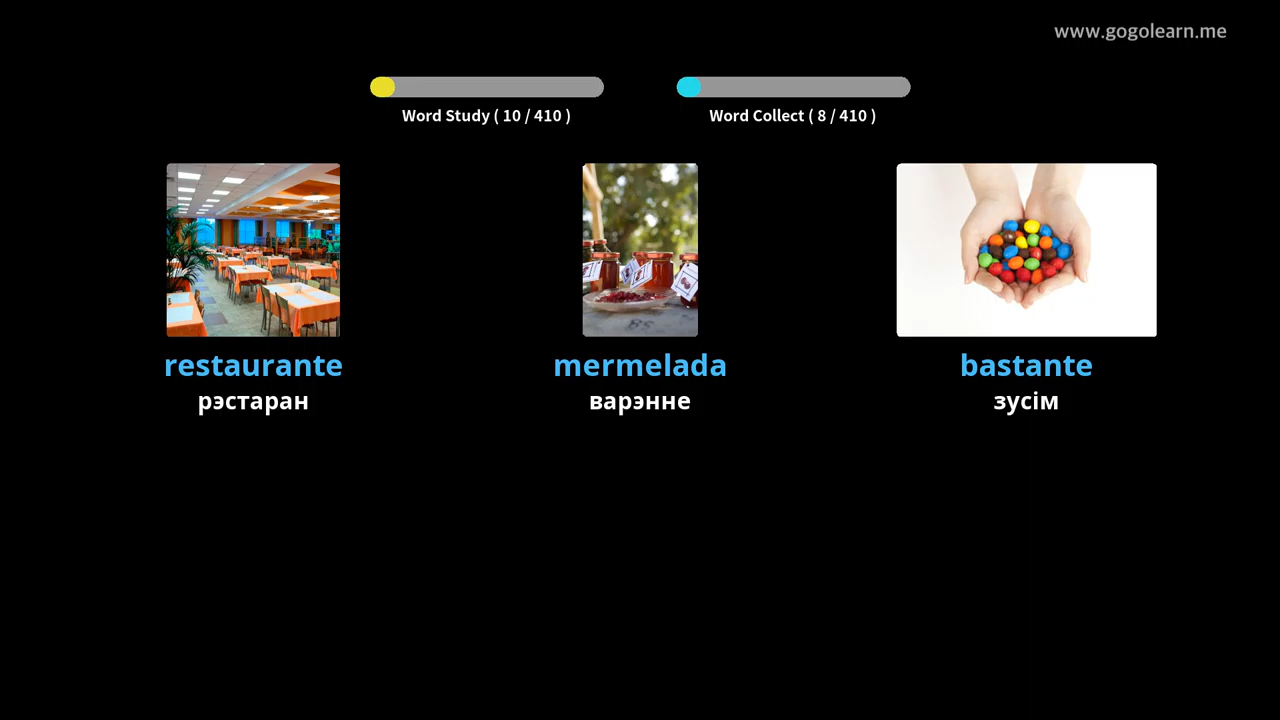 www.gogolearn.me
Word Study ( 10 / 410 )
Word Collect ( 8 / 410 )
restaurante
mermelada
bastante
рэстаран
варэнне
зусім